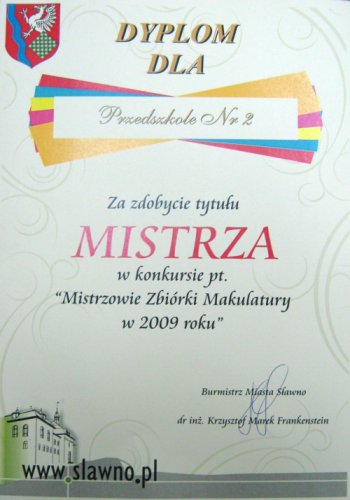 DYPLOM
DLA
Przedszkole Nr 2
Za zdobycie tytułu
MISTRZA
w konkursie pt.
“Mistrzowie Zbiórki Makulatury
w 2009 roku”
Burmistrz Miasta Sławno
dr inż. Krzysztof Marek Frankenstein
www.slawno.pl